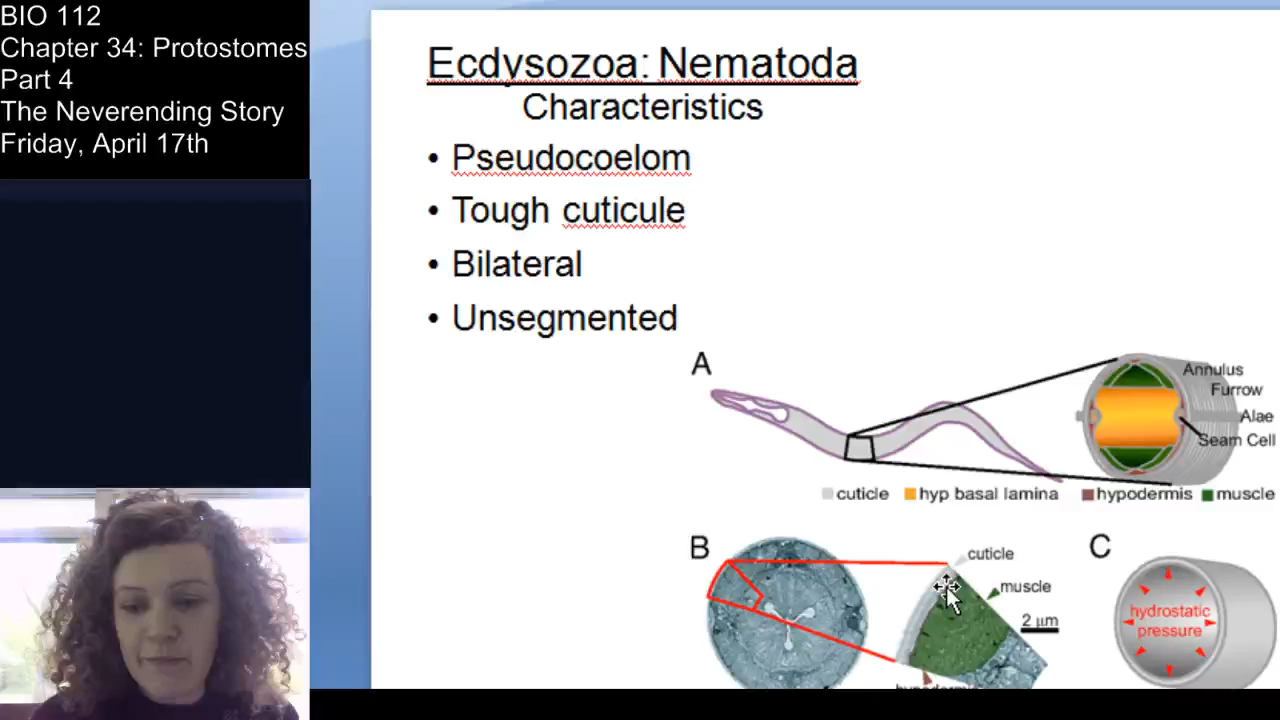 BIO 112
Chapter 34: Protostomes
Part 4
The Neverending Story
Friday, April 17th
Ecdysozoa: Nematoda
Characteristics
• Pseudocoelom
• Tough cuticule
• Bilateral
• Unsegmented
A
Annulus
Furrow
Alae
Seam Cell
cuticle
hyp basal lamina
hypodermis
muscle
B
cuticle
muscle
2 μm
hypodermis
C
hydrostatic
pressure